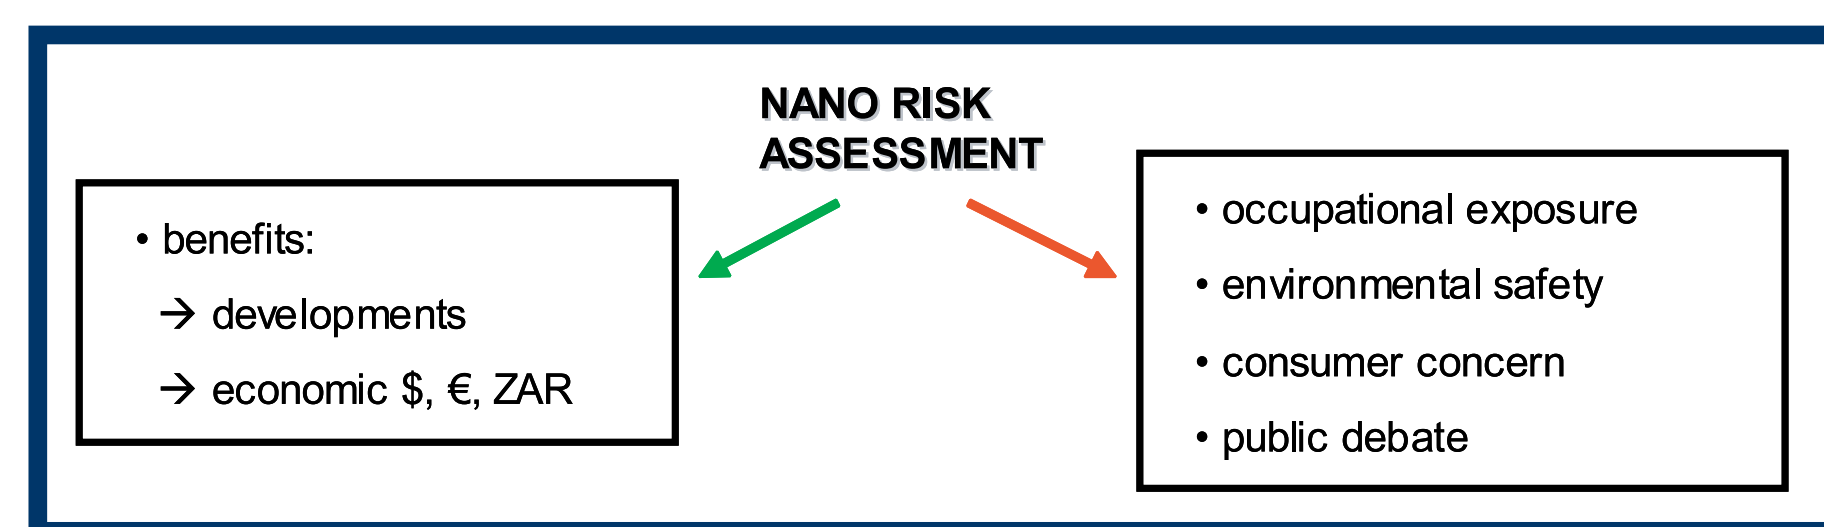 NANO RISK
ASSESSMENT
• benefits:
→ developments
→ economic $, €, ZAR
• occupational exposure
• environmental safety
• consumer concern
• public debate